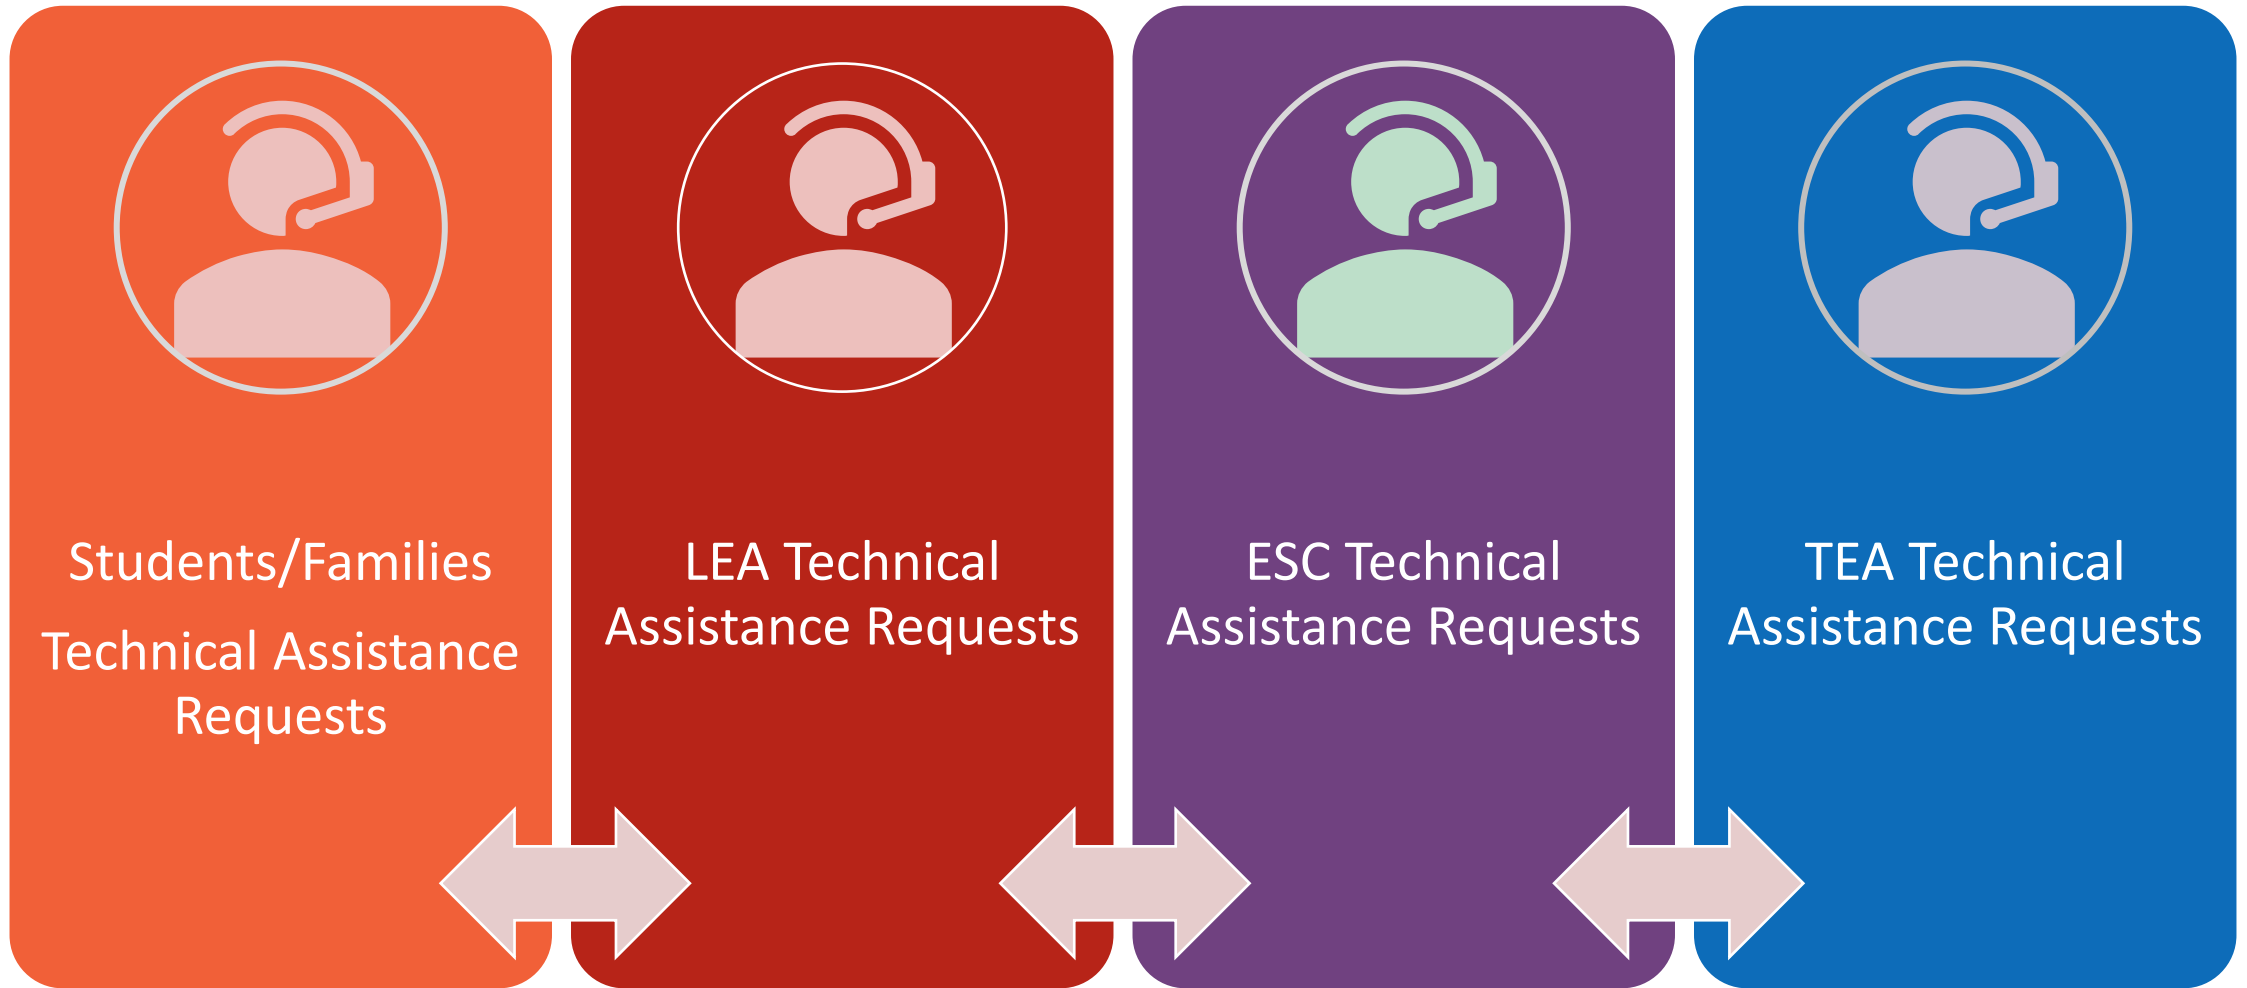 Students/Families
Technical Assistance
Requests
LEA Technical
Assistance Requests
ESC Technical
Assistance Requests
TEA Technical
Assistance Requests